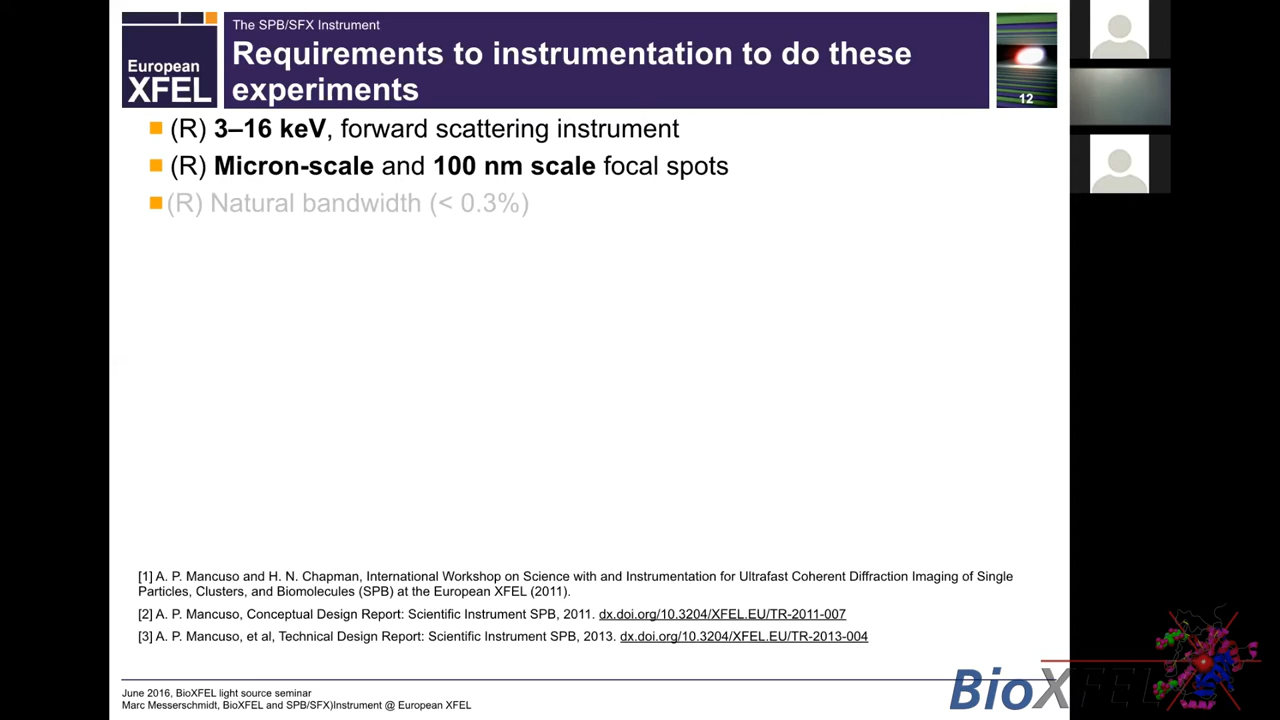 The SPB/SFX Instrument
Requirements to instrumentation to do these
experiments
European
XFEL
12
(R) 3–16 keV, forward scattering instrument
(R) Micron-scale and 100 nm scale focal spots
(R) Natural bandwidth (< 0.3%)
[1] A. P. Mancuso and H. N. Chapman, International Workshop on Science with and Instrumentation for Ultrafast Coherent Diffraction Imaging of Single
Particles, Clusters, and Biomolecules (SPB) at the European XFEL (2011).
[2] A. P. Mancuso, Conceptual Design Report: Scientific Instrument SPB, 2011. dx.doi.org/10.3204/XFEL.EU/TR-2011-007
[3] A. P. Mancuso, et al, Technical Design Report: Scientific Instrument SPB, 2013. dx.doi.org/10.3204/XFEL.EU/TR-2013-004
June 2016, BioXFEL light source seminar
Marc Messerschmidt, BioXFEL and SPB/SFX)Instrument @ European XFEL
BioXFEL